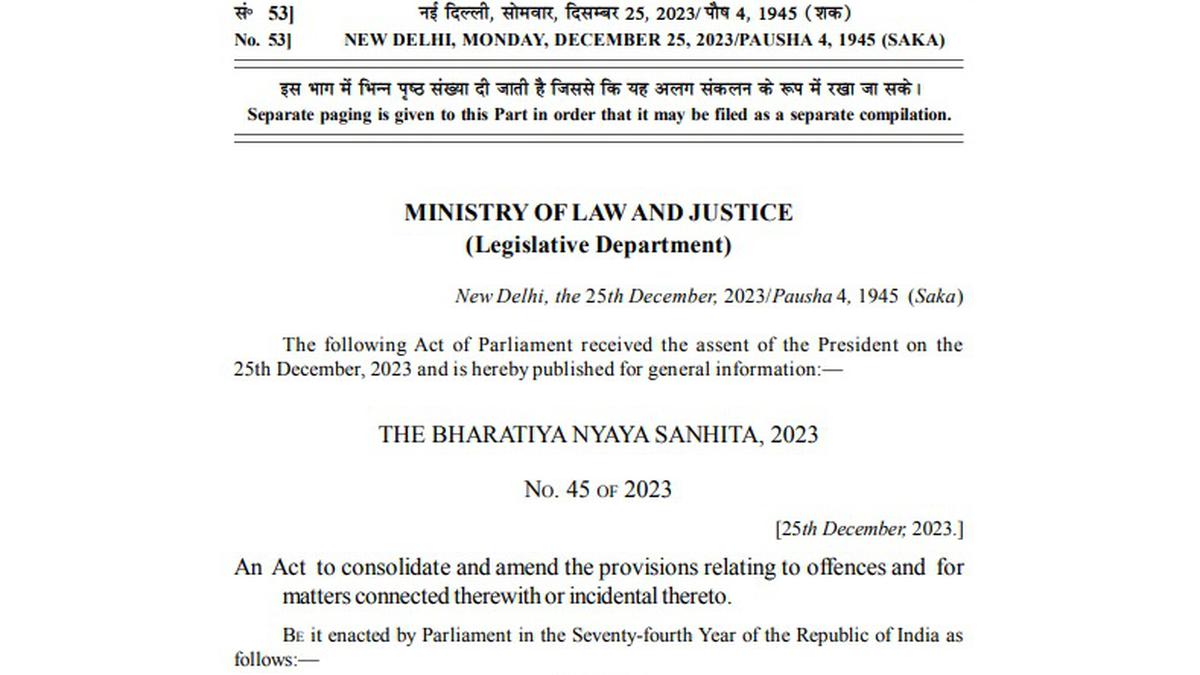 सं॰ 53] नई दिल्ली, सोमवार, दिसम्बर 25, 2023/पौष 4, 1945 (शक)
No. 53] NEW DELHI, MONDAY, DECEMBER 25, 2023/PAUSHA 4, 1945 (SAKA)
इस भाग में भिन्न पृष्ठ संख्या दी जाती है जिससे कि यह अलग संकलन के रूप में रखा जा सके।
Separate paging is given to this Part in order that it may be filed as a separate compilation.
MINISTRY OF LAW AND JUSTICE
(Legislative Department)
New Delhi, the 25th December, 2023/Pausha 4, 1945 (Saka)
The following Act of Parliament received the assent of the President on the
25th December, 2023 and is hereby published for general information:—
THE BHARATIYA NYAYA SANHITA, 2023
No. 45 OF 2023
[25th December, 2023.]
An Act to consolidate and amend the provisions relating to offences and for
matters connected therewith or incidental thereto.
BE it enacted by Parliament in the Seventy-fourth Year of the Republic of India as
follows:—